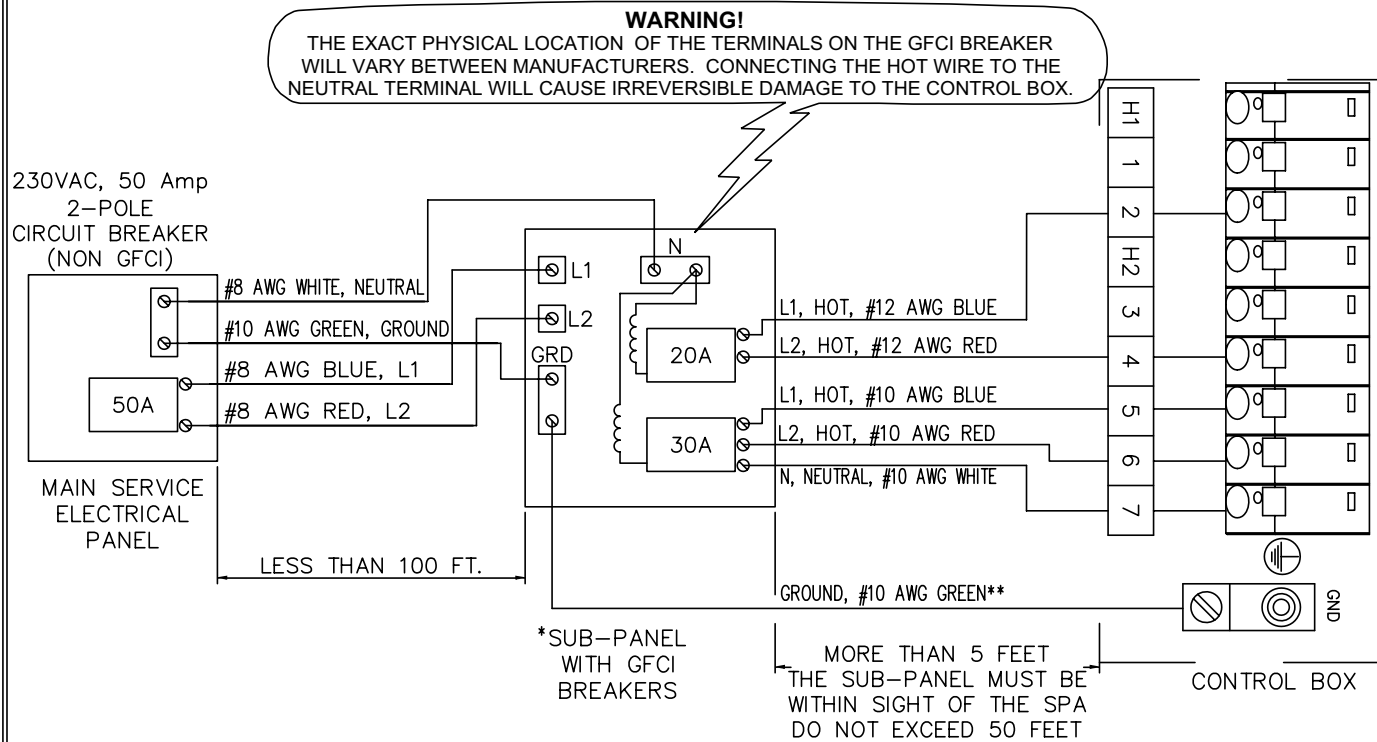 WARNING!
THE EXACT PHYSICAL LOCATION OF THE TERMINALS ON THE GFCI BREAKER
WILL VARY BETWEEN MANUFACTURERS. CONNECTING THE HOT WIRE TO THE
NEUTRAL TERMINAL WILL CAUSE IRREVERSIBLE DAMAGE TO THE CONTROL BOX.
230VAC, 50 Amp
2-POLE
CIRCUIT BREAKER
(NON GFCI)
#8 AWG WHITE, NEUTRAL
#10 AWG GREEN, GROUND
#8 AWG BLUE, L1
#8 AWG RED, L2
50A
MAIN SERVICE
ELECTRICAL
PANEL
LESS THAN 100 FT.
L1
L2
GRD
N
20A
30A
*SUB-PANEL
WITH GFCI
BREAKERS
L1, HOT, #12 AWG BLUE
L2, HOT, #12 AWG RED
L1, HOT, #10 AWG BLUE
L2, HOT, #10 AWG RED
N, NEUTRAL, #10 AWG WHITE
GROUND, #10 AWG GREEN**
MORE THAN 5 FEET
THE SUB-PANEL MUST BE
WITHIN SIGHT OF THE SPA
DO NOT EXCEED 50 FEET
H1
1
2
H2
3
4
5
6
7
GND
CONTROL BOX